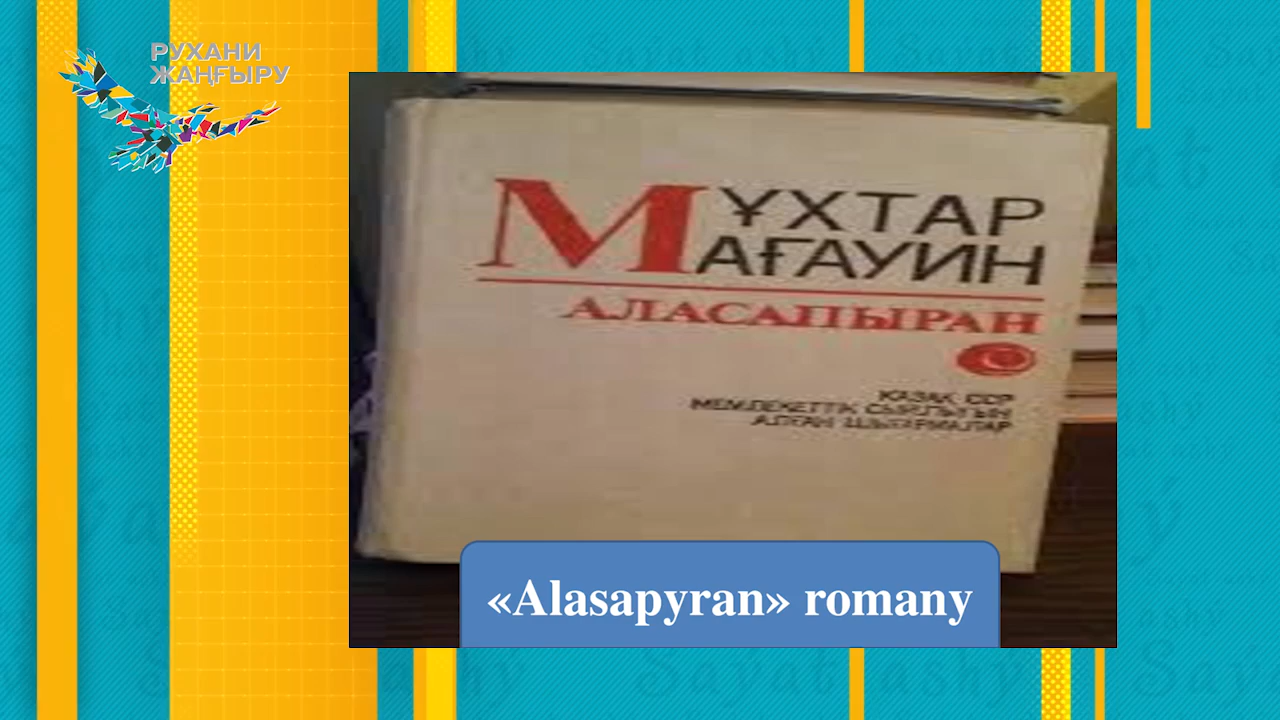 РУХАНИ
ЖАҢҒЫРУ
МҰХТАР
МАҒАУИН
АЛАСАПЫРАН
ҚАЗАҚ ССР
МЕМЛЕКЕТТІК СЫЙЛЫҒЫН
АЛҒАН ШЫҒАРМАЛАР
«Alasapyran» romany